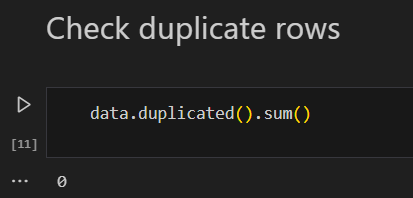 Check duplicate rows
data.duplicated().sum()
[11]
... 0